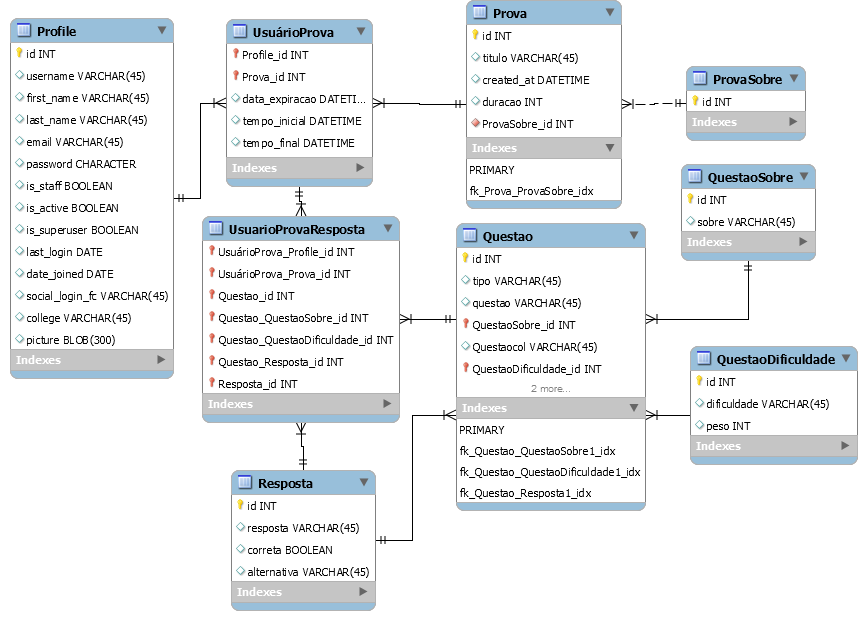 Profile
id INT
username VARCHAR(45)
first_name VARCHAR(45)
last_name VARCHAR(45)
email VARCHAR(45)
password CHARACTER
is_staff BOOLEAN
is_active BOOLEAN
is_superuser BOOLEAN
last_login DATE
date_joined DATE
social_login_fc VARCHAR(45)
college VARCHAR(45)
picture BLOB(300)
Indexes
UsuárioProva
Profile_id INT
Prova_id INT
data_expiracao DATETI...
tempo_inicial DATETIME
tempo_final DATETIME
Indexes
Prova
id INT
titulo VARCHAR(45)
created_at DATETIME
duracao INT
ProvaSobre_id INT
Indexes
PRIMARY
fk_Prova_ProvaSobre_idx
ProvaSobre
id INT
Indexes
QuestaoSobre
id INT
sobre VARCHAR(45)
Indexes
UsuarioProvaResposta
UsuárioProva_Profile_id INT
UsuárioProva_Prova_id INT
Questao_id INT
Questao_QuestaoSobre_id INT
Questao_QuestaoDificuldade_id INT
Questao_Resposta_id INT
Resposta_id INT
Indexes
Questao
id INT
tipo VARCHAR(45)
questao VARCHAR(45)
QuestaoSobre_id INT
Questaocol VARCHAR(45)
QuestaoDificuldade_id INT
2 more...
Indexes
PRIMARY
fk_Questao_QuestaoSobre1_idx
fk_Questao_QuestaoDificuldade1_idx
fk_Questao_Resposta1_idx
QuestaoDificuldade
id INT
dificuldade VARCHAR(45)
peso INT
Indexes
Resposta
id INT
resposta VARCHAR(45)
correta BOOLEAN
alternativa VARCHAR(45)
Indexes